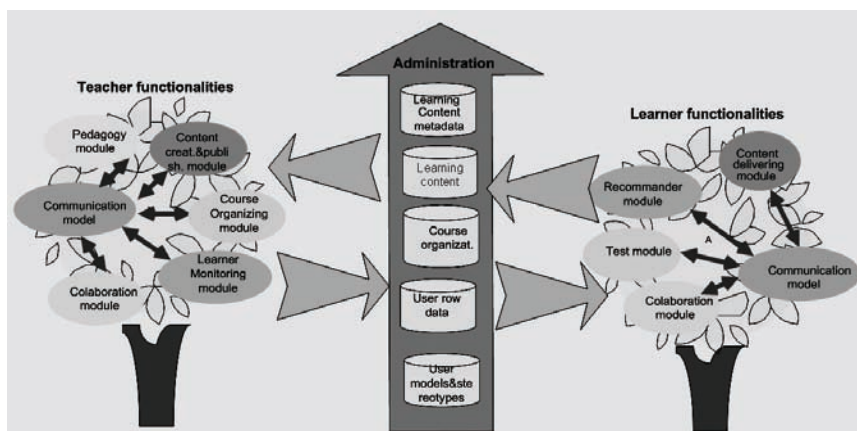 Teacher functionalities
Pedagogy
module
Content
creat.&publi
sh. module
Communication
model
Course
Organizing
module
Learner
Monitoring
module
Colaboration
module
Administration
Learning
Content
metadata
Learning
content
Course
organizat.
User row
data
User
models&ste
reotypes
Learner functionalities
Content
delivering
module
Recommander
module
A
Test module
Communication
model
Colaboration
module